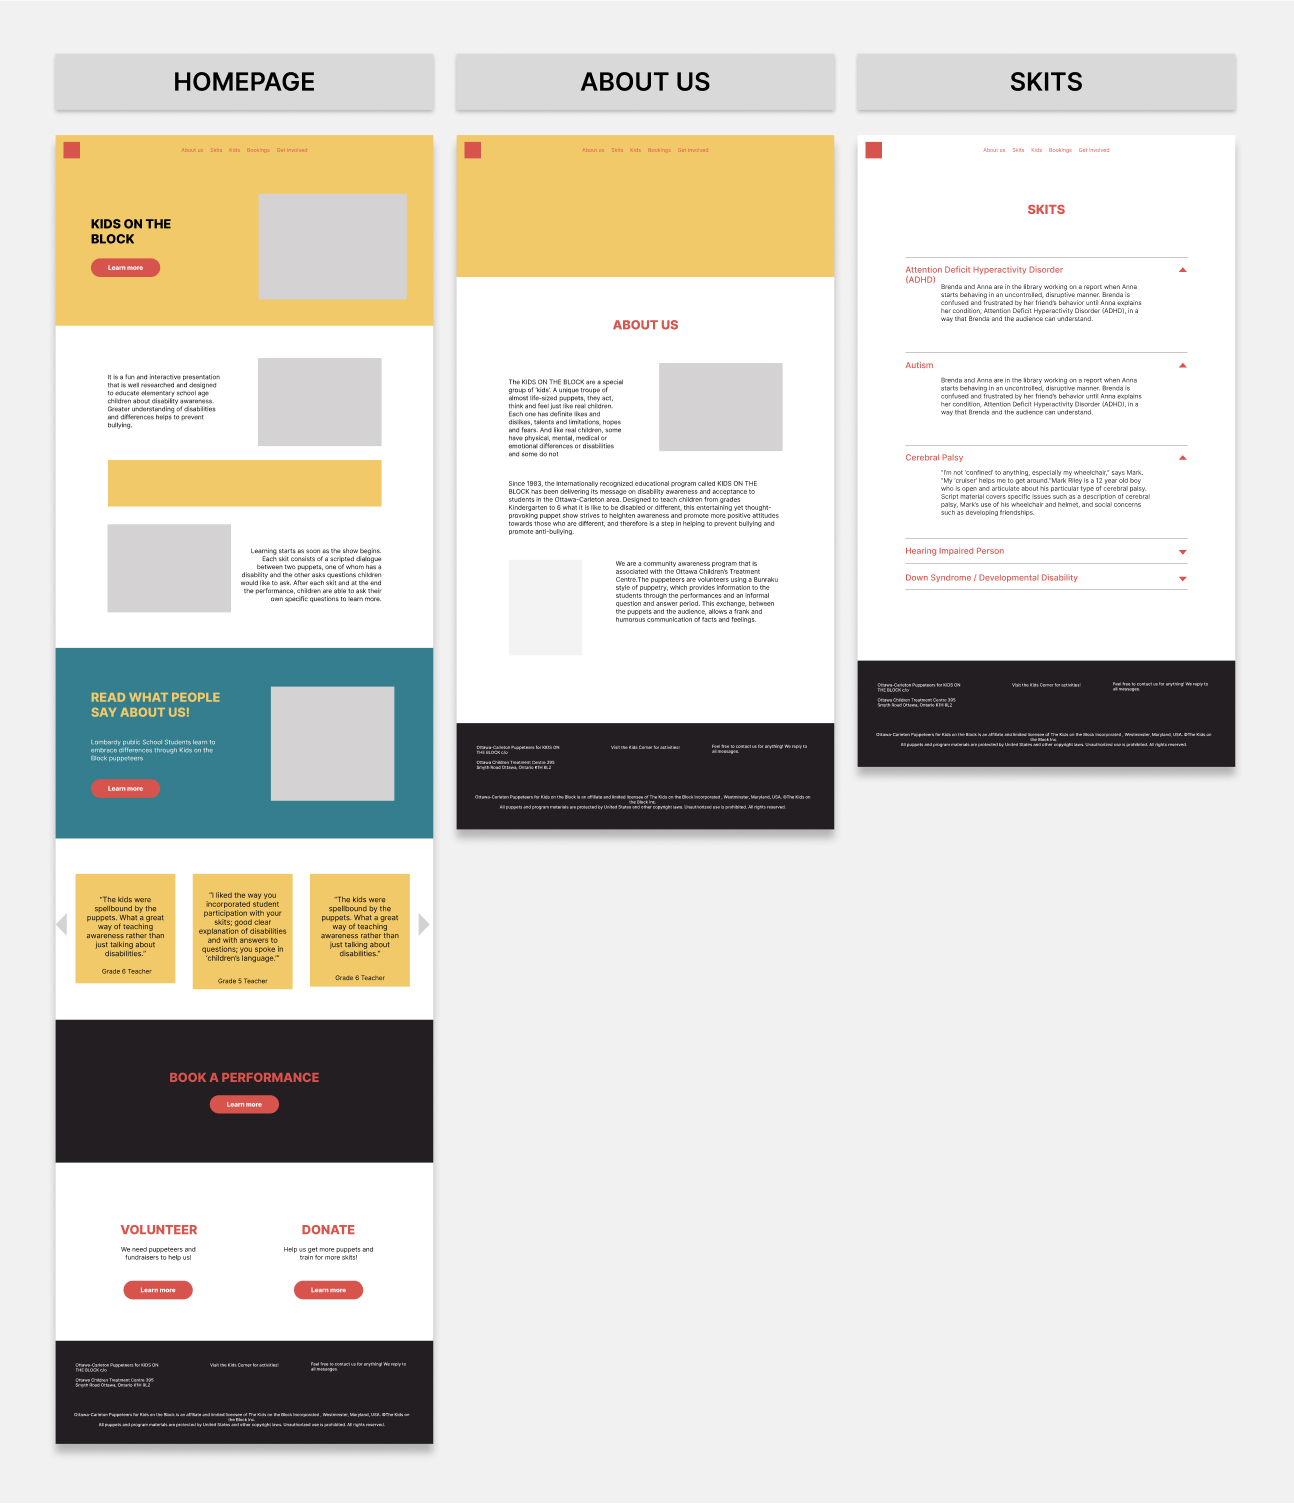 HOMEPAGE
ABOUT US
SKITS
About us Skits Kids Bookings Get involved
KIDS ON THE
BLOCK
Learn more
It is a fun and interactive presentation
that is well researched and designed
to educate elementary school age
children about disability awareness.
Greater understanding of disabilities
and differences helps to prevent
bullying.
Learning starts as soon as the show begins.
Each skit consists of a scripted dialogue
between two puppets, one of whom has a
disability and the other asks questions children
would like to ask. After each skit and at the end
the performance, children are able to ask their
own specific questions to learn more.
READ WHAT PEOPLE
SAY ABOUT US!
Lombardy public School Students learn to
embrace differences through Kids on the
Block puppeteers
Learn more
“The kids were
spellbound by the
puppets. What a great
way of teaching
awareness rather than
just talking about
disabilities.”
Grade 6 Teacher
“I liked the way you
incorporated student
participation with your
skits; good clear
explanation of disabilities
and with answers to
questions; you spoke in
‘children’s language.’”
Grade 5 Teacher
“The kids were
spellbound by the
puppets. What a great
way of teaching
awareness rather than
just talking about
disabilities.”
Grade 6 Teacher
BOOK A PERFORMANCE
Learn more
VOLUNTEER
We need puppeteers and
fundraisers to help us!
Learn more
DONATE
Help us get more puppets and
train for more skits!
Learn more
Ottawa-Carleton Puppeteers for KIDS ON
THE BLOCK c/o
Ottawa Children Treatment Centre 395
Smyth Road Ottawa, Ontario K1H 8L2
Visit the Kids Corner for activities!
Feel free to contact us for anything! We reply to
all messages.
Ottawa-Carleton Puppeteers for Kids on the Block is an affiliate and limited licensee of The Kids on the Block Incorporated , Westminster, Maryland, USA. ©The Kids on
the Block Inc.
All puppets and program materials are protected by United States and other copyright laws. Unauthorized use is prohibited. All rights reserved.
About us Skits Kids Bookings Get involved
ABOUT US
The KIDS ON THE BLOCK are a special
group of ‘kids’. A unique troupe of
almost life-sized puppets, they act,
think and feel just like real children.
Each one has definite likes and
dislikes, talents and limitations, hopes
and fears. And like real children, some
have physical, mental, medical or
emotional differences or disabilities
and some do not
Since 1983, the internationally recognized educational program called KIDS ON THE
BLOCK has been delivering its message on disability awareness and acceptance to
students in the Ottawa-Carleton area. Designed to teach children from grades
Kindergarten to 6 what it is like to be disabled or different, this entertaining yet thought-
provoking puppet show strives to heighten awareness and promote more positive attitudes
towards those who are different, and therefore is a step in helping to prevent bullying and
promote anti-bullying.
We are a community awareness program that is
associated with the Ottawa Children’s Treatment
Centre.The puppeteers are volunteers using a Bunraku
style of puppetry, which provides information to the
students through the performances and an informal
question and answer period. This exchange, between
the puppets and the audience, allows a frank and
humorous communication of facts and feelings.
Ottawa-Carleton Puppeteers for KIDS ON
THE BLOCK c/o
Ottawa Children Treatment Centre 395
Smyth Road Ottawa, Ontario K1H 8L2
Visit the Kids Corner for activities!
Feel free to contact us for anything! We reply to
all messages.
Ottawa-Carleton Puppeteers for Kids on the Block is an affiliate and limited licensee of The Kids on the Block Incorporated , Westminster, Maryland, USA. ©The Kids on
the Block Inc.
All puppets and program materials are protected by United States and other copyright laws. Unauthorized use is prohibited. All rights reserved.
About us Skits Kids Bookings Get involved
SKITS
Attention Deficit Hyperactivity Disorder
(ADHD)
Brenda and Anna are in the library working on a report when Anna
starts behaving in an uncontrolled, disruptive manner. Brenda is
confused and frustrated by her friend’s behavior until Anna explains
her condition, Attention Deficit Hyperactivity Disorder (ADHD), in a
way that Brenda and the audience can understand.
Autism
Brenda and Anna are in the library working on a report when Anna
starts behaving in an uncontrolled, disruptive manner. Brenda is
confused and frustrated by her friend’s behavior until Anna explains
her condition, Attention Deficit Hyperactivity Disorder (ADHD), in a
way that Brenda and the audience can understand.
Cerebral Palsy
“I’m not ‘confined’ to anything, especially my wheelchair,” says Mark.
“My ‘cruiser’ helps me to get around.”Mark Riley is a 12 year old boy
who is open and articulate about his particular type of cerebral palsy.
Script material covers specific issues such as a description of cerebral
palsy, Mark’s use of his wheelchair and helmet, and social concerns
such as developing friendships.
Hearing Impaired Person
Down Syndrome / Developmental Disability
Ottawa-Carleton Puppeteers for KIDS ON
THE BLOCK c/o
Ottawa Children Treatment Centre 395
Smyth Road Ottawa, Ontario K1H 8L2
Visit the Kids Corner for activities!
Feel free to contact us for anything! We reply to
all messages.
Ottawa-Carleton Puppeteers for Kids on the Block is an affiliate and limited licensee of The Kids on the Block Incorporated , Westminster, Maryland, USA. ©The Kids on
the Block Inc.
All puppets and program materials are protected by United States and other copyright laws. Unauthorized use is prohibited. All rights reserved.